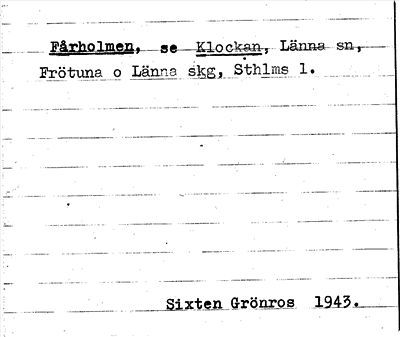 Fårholmen, se Klockan, Länna sn,
Frötuna o Länna skg, Sthlms l.
Sixten Grönros 1943.